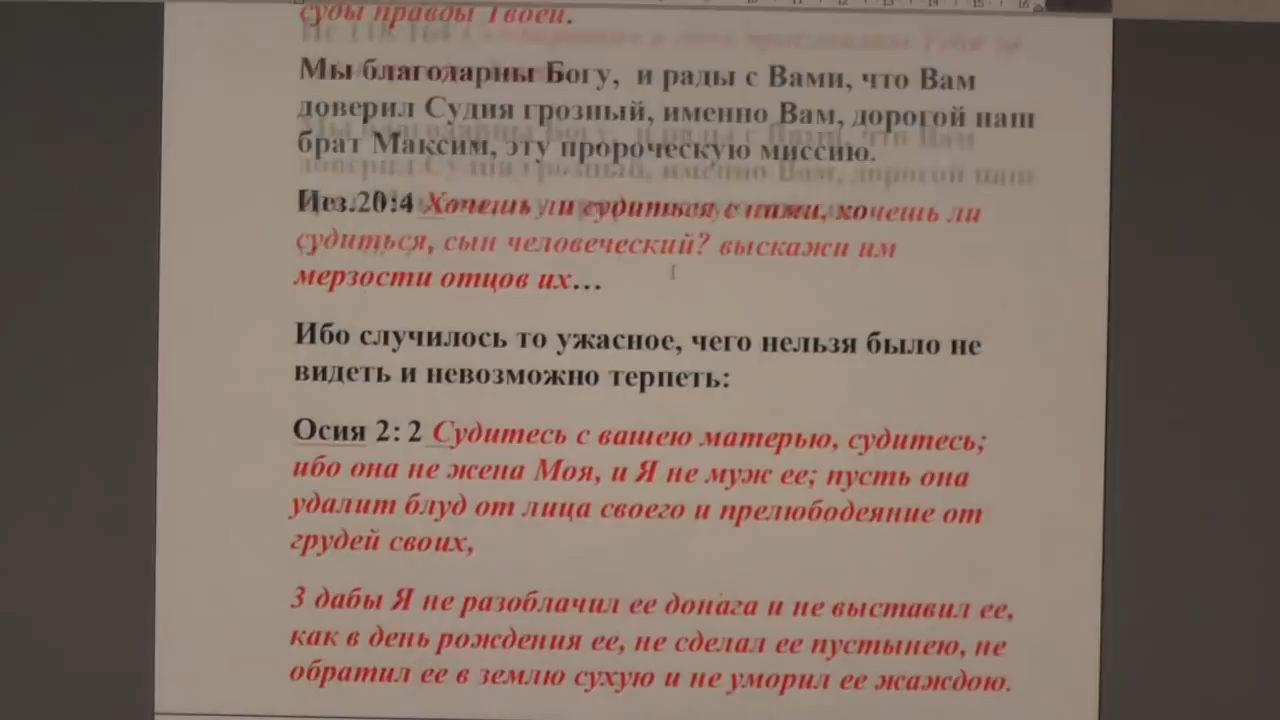 суды правды Твоей.
Мы благодарны Богу, и рады с Вами, что Вам
доверил Судия грозный, именно Вам, дорогой наш
брат Максим, эту пророческую миссию.
Иез.20:4 Хочешь ли судиться с ними, хочешь ли
судиться, сын человеческий? выскажи им
мерзости отцов их…
Ибо случилось то ужасное, чего нельзя было не
видеть и невозможно терпеть:
Осия 2: 2 Судитесь с вашею матерью, судитесь;
ибо она не жена Моя, и Я не муж ее; пусть она
удалит блуд от лица своего и прелюбодеяние от
грудей своих,
3 дабы Я не разоблачил ее донага и не выставил ее,
как в день рождения ее, не сделал ее пустынею, не
обратил ее в землю сухую и не уморил ее жаждою.